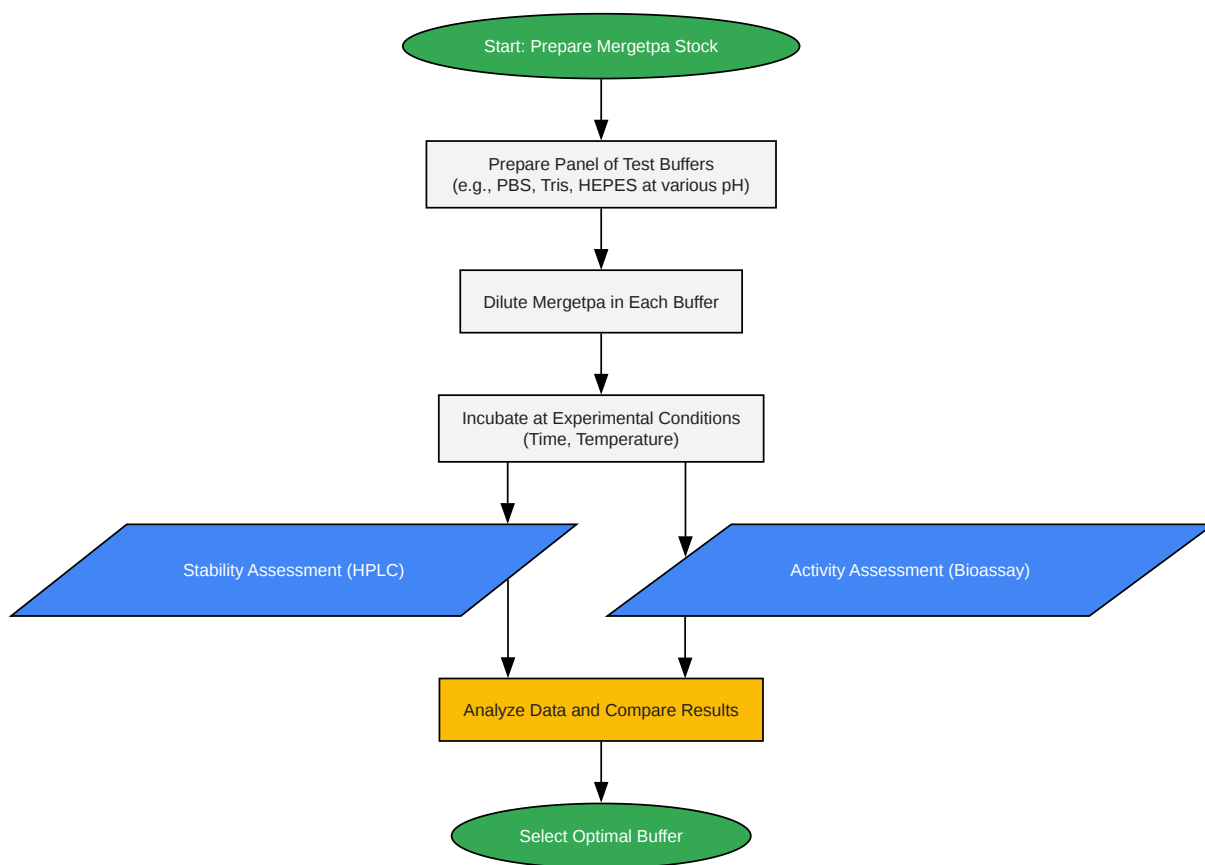 Start: Prepare Mergetpa Stock
Prepare Panel of Test Buffers
(e.g., PBS, Tris, HEPES at various pH)
Dilute Mergetpa in Each Buffer
Incubate at Experimental Conditions
(Time, Temperature)
Stability Assessment (HPLC)
Activity Assessment (Bioassay)
Analyze Data and Compare Results
Select Optimal Buffer